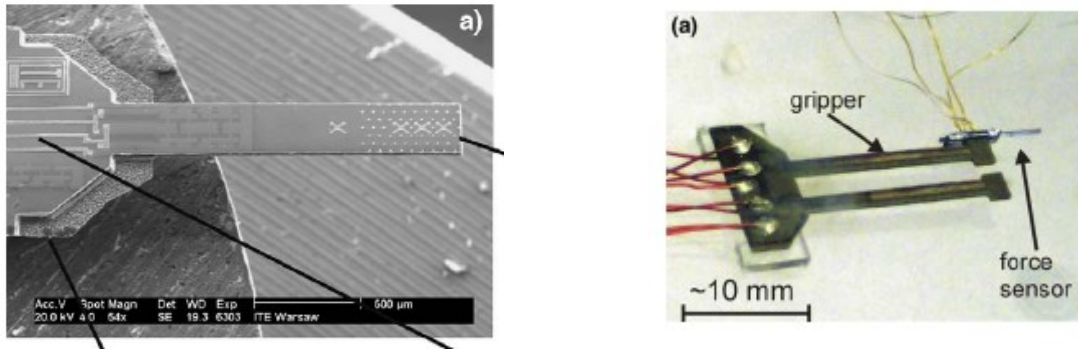 a)
Acc.V Spot Magn Det WD Exp 500 µm
20.0 kV 4.0 54x SE 19.3 6303 ITE Warsaw
(a)
gripper
force
sensor
~10 mm